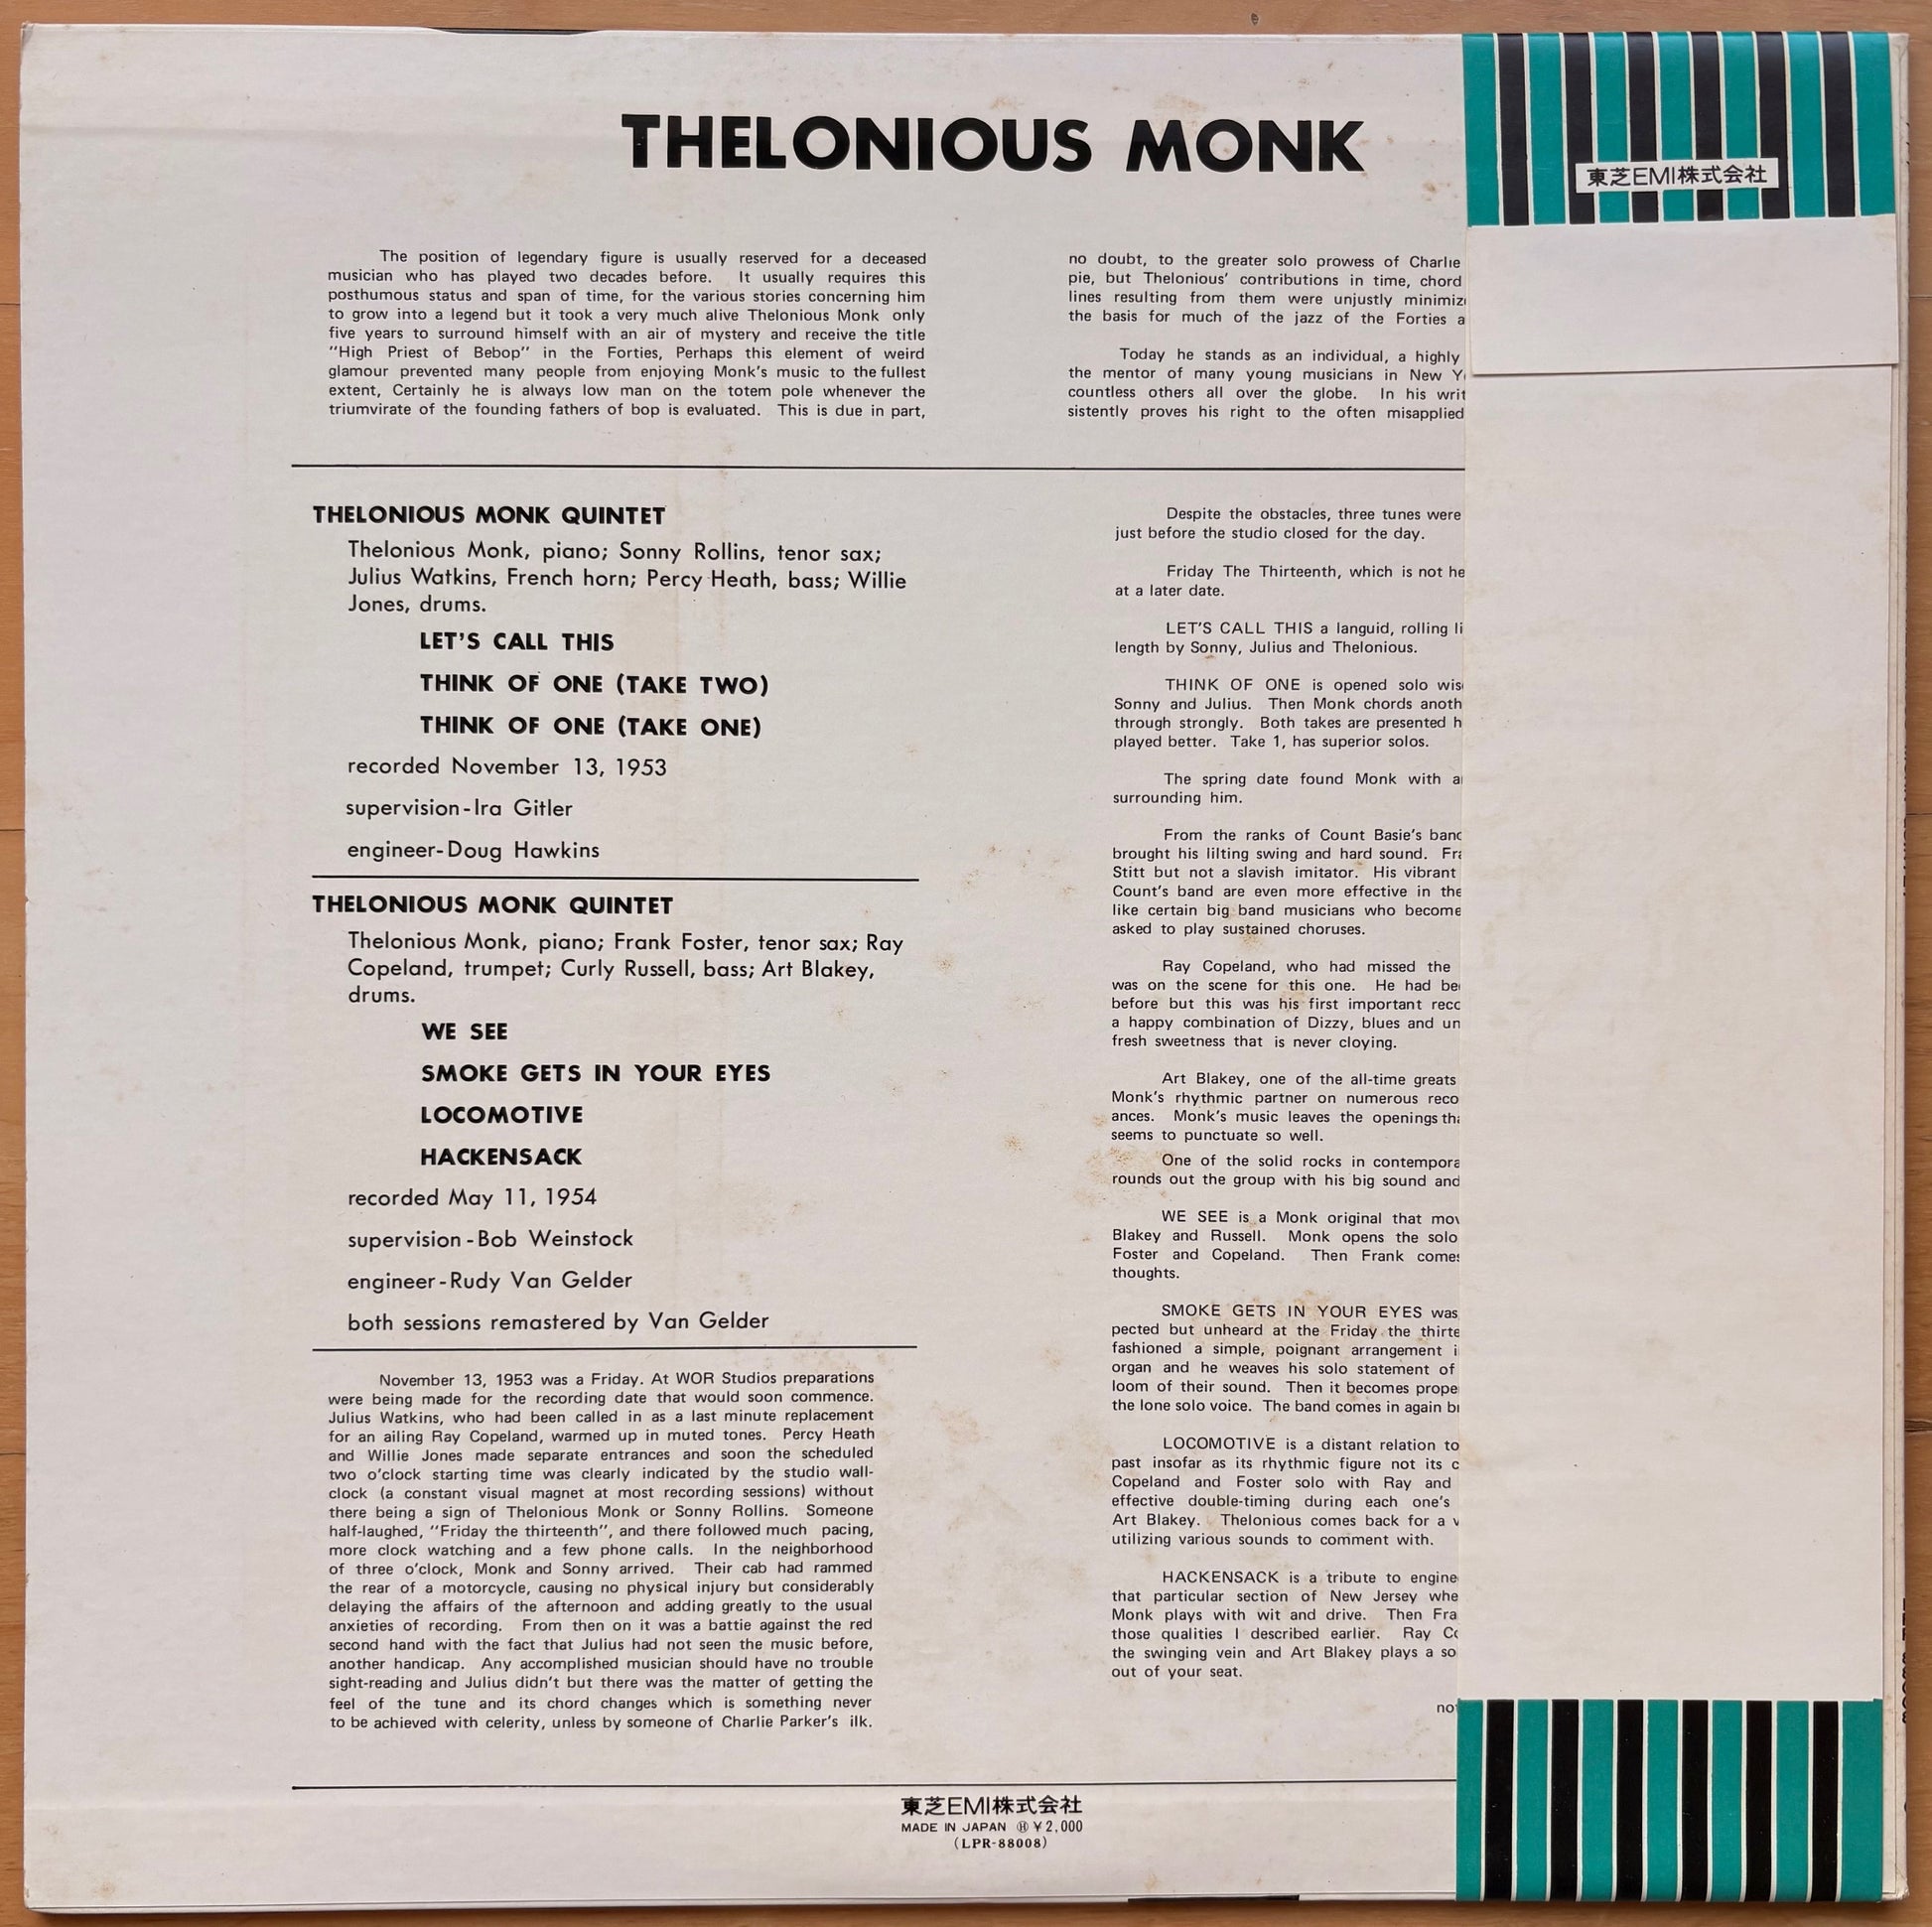 THELONIOUS MONK
東芝EMI株式会社
The position of legendary figure is usually reserved for a deceased
musician who has played two decades before. It usually requires this
posthumous status and span of time, for the various stories concerning him
to grow into a legend but it took a very much alive Thelonious Monk only
five years to surround himself with an air of mystery and receive the title
"High Priest of Bebop" in the Forties, Perhaps this element of weird
glamour prevented many people from enjoying Monk's music to the fullest
extent, Certainly he is always low man on the totem pole whenever the
triumvirate of the founding fathers of bop is evaluated. This is due in part,
no doubt, to the greater solo prowess of Charlie
pie, but Thelonious' contributions in time, chord
lines resulting from them were unjustly
the basis for much of the jazz of the Forties
Today he stands as an individual, a highly
the mentor of many young musicians in New
countless others all over the globe. In his
sistently proves his right to the often misapplied
THELONIOUS MONK QUINTET
Thelonious Monk, piano; Sonny Rollins, tenor sax;
Julius Watkins, French horn; Percy Heath, bass; Willie
Jones, drums.
LET'S CALL THIS
THINK OF ONE (TAKE TWO)
THINK OF ONE (TAKE ONE)
recorded November 13, 1953
supervision-Ira Gitler
engineer-Doug Hawkins
THELONIOUS MONK QUINTET
Thelonious Monk, piano; Frank Foster, tenor sax; Ray
Copeland, trumpet; Curly Russell, bass; Art Blakey,
drums.
WE SEE
SMOKE GETS IN YOUR EYES
LOCOMOTIVE
HACKENSACK
recorded May 11, 1954
supervision-Bob Weinstock
engineer-Rudy Van Gelder
both sessions remastered by Van Gelder
November 13, 1953 was a Friday. At WOR Studios preparations
were being made for the recording date that would soon commence.
Julius Watkins, who had been called in as a last minute replacement
for an ailing Ray Copeland, warmed up in muted tones. Percy Heath
and Willie Jones made separate entrances and soon the scheduled
two o'clock starting time was clearly indicated by the studio wall-
clock (a constant visual magnet at most recording sessions) without
there being a sign of Thelonious Monk or Sonny Rollins. Someone
half-laughed, "Friday the thirteenth", and there followed much pacing,
more clock watching and a few phone calls. In the neighborhood
of three o'clock, Monk and Sonny arrived. Their cab had rammed
the rear of a motorcycle, causing no physical injury but considerably
delaying the affairs of the afternoon and adding greatly to the usual
anxieties of recording. From then on it was a battie against the red
second hand with the fact that Julius had not seen the music before,
another handicap. Any accomplished musician should have no trouble
sight-reading and Julius didn't but there was the matter of getting the
feel of the tune and its chord changes which is something never
to be achieved with celerity, unless by someone of Charlie Parker's ilk.
Despite the obstacles, three tunes were
just before the studio closed for the day.
Friday The Thirteenth, which is not
at a later date.
LET'S CALL THIS a languid, rolling
length by Sonny, Julius and Thelonious.
THINK OF ONE is opened solo
Sonny and Julius. Then Monk chords
through strongly. Both takes are presented
played better. Take 1, has superior solos.
The spring date found Monk with
surrounding him.
From the ranks of Count Basie's
brought his lilting swing and hard sound.
Stitt but not a slavish imitator. His vibrant
Count's band are even more effective in
like certain big band musicians who become
asked to play sustained choruses.
Ray Copeland, who had missed the
was on the scene for this one. He had
before but this was his first important
a happy combination of Dizzy, blues and
fresh sweetness that is never cloying.
Art Blakey, one of the all-time greats
Monk's rhythmic partner on numerous
ances. Monk's music leaves the openings
seems to punctuate so well.
One of the solid rocks in
rounds out the group with his big sound and
WE SEE is a Monk original that
Blakey and Russell. Monk opens the solo
Foster and Copeland. Then Frank
thoughts.
SMOKE GETS IN YOUR EYES was
pected but unheard at the Friday the
fashioned a simple, poignant arrangement
organ and he weaves his solo statement of
loom of their sound. Then it becomes
the lone solo voice. The band comes in again
LOCOMOTIVE is a distant relation to
past insofar as its rhythmic figure not its
Copeland and Foster solo with Ray and
effective double-timing during each one's
Art Blakey. Thelonious comes back for a
utilizing various sounds to comment with.
HACKENSACK is a tribute to
that particular section of New Jersey
Monk plays with wit and drive. Then
those qualities I described earlier. Ray
the swinging vein and Art Blakey plays a
out of your seat.
東芝EMI株式会社
MADE IN JAPAN Ⓗ ¥2,000
(LPR-88008)